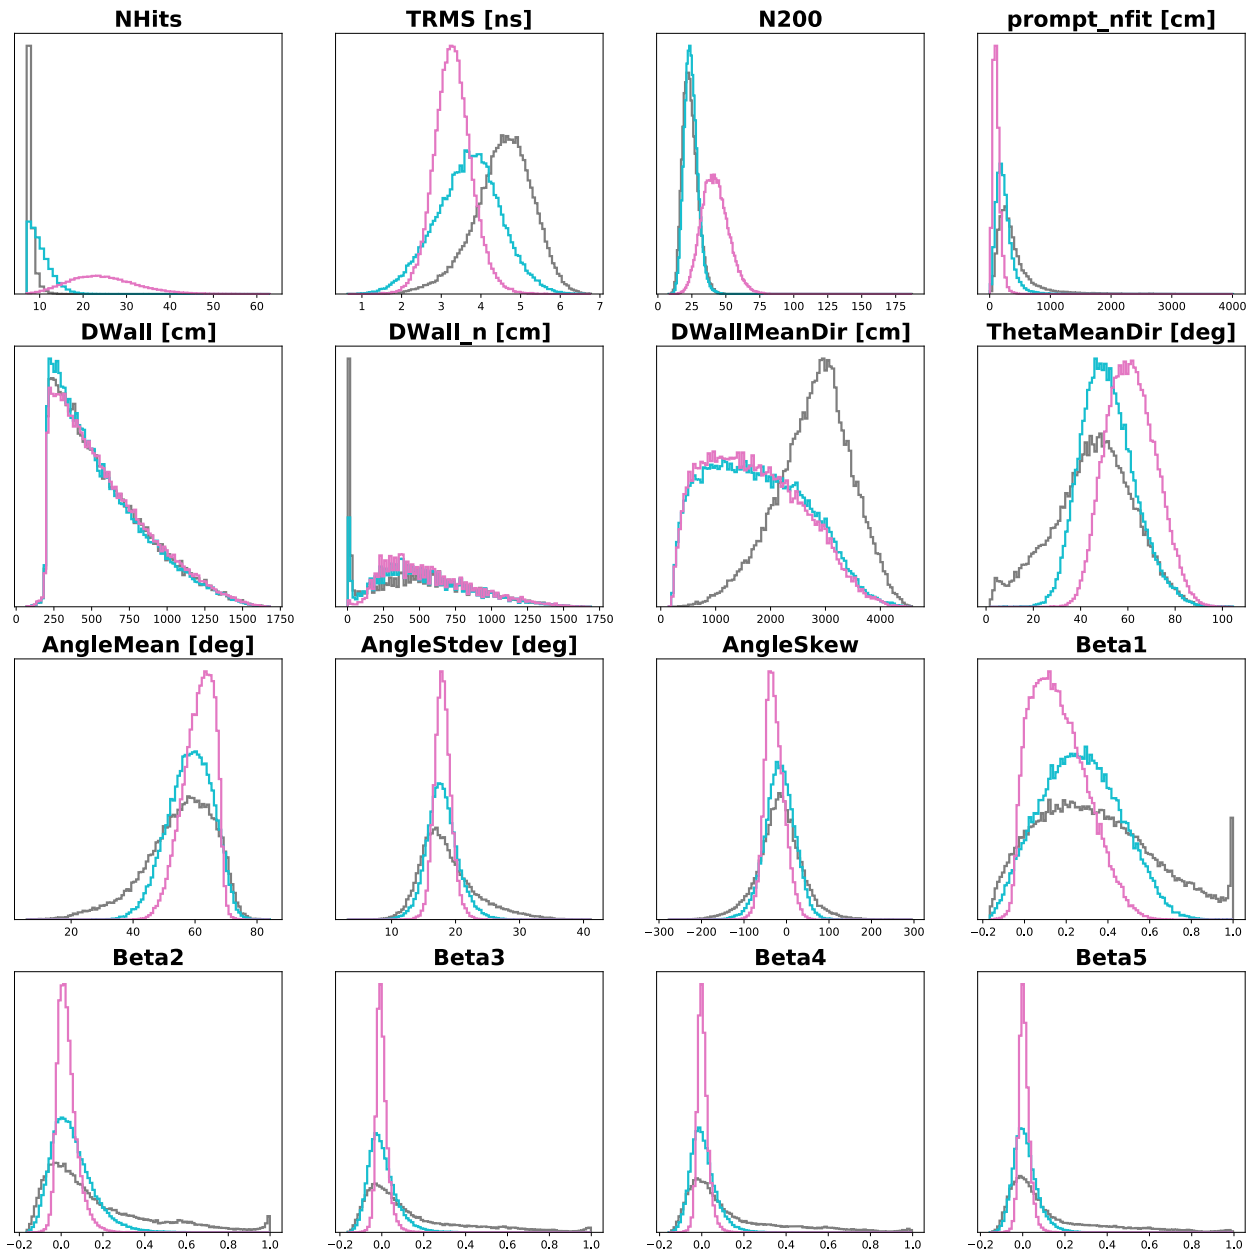 NHits TRMS [ns] N200 prompt_nfit [cm]
10 20 30 40 50 60 1 2 3 4 5 6 7 0 25 50 75 100 125 150 175 0 1000 2000 3000 4000
DWall [cm] DWall_n [cm] DWallMeanDir [cm] ThetaMeanDir [deg]
0 250 500 750 1000 1250 1500 1750 0 250 500 750 1000 1250 1500 1750 0 1000 2000 3000 4000 0 20 40 60 80 100
AngleMean [deg] AngleStdev [deg] AngleSkew Beta1
20 40 60 80 10 20 30 40 −300 −200 −100 0 100 200 300 −0.2 0.0 0.2 0.4 0.6 0.8 1.0
Beta2 Beta3 Beta4 Beta5
−0.2 0.0 0.2 0.4 0.6 0.8 1.0 −0.2 0.0 0.2 0.4 0.6 0.8 1.0 −0.2 0.0 0.2 0.4 0.6 0.8 1.0 −0.2 0.0 0.2 0.4 0.6 0.8 1.0